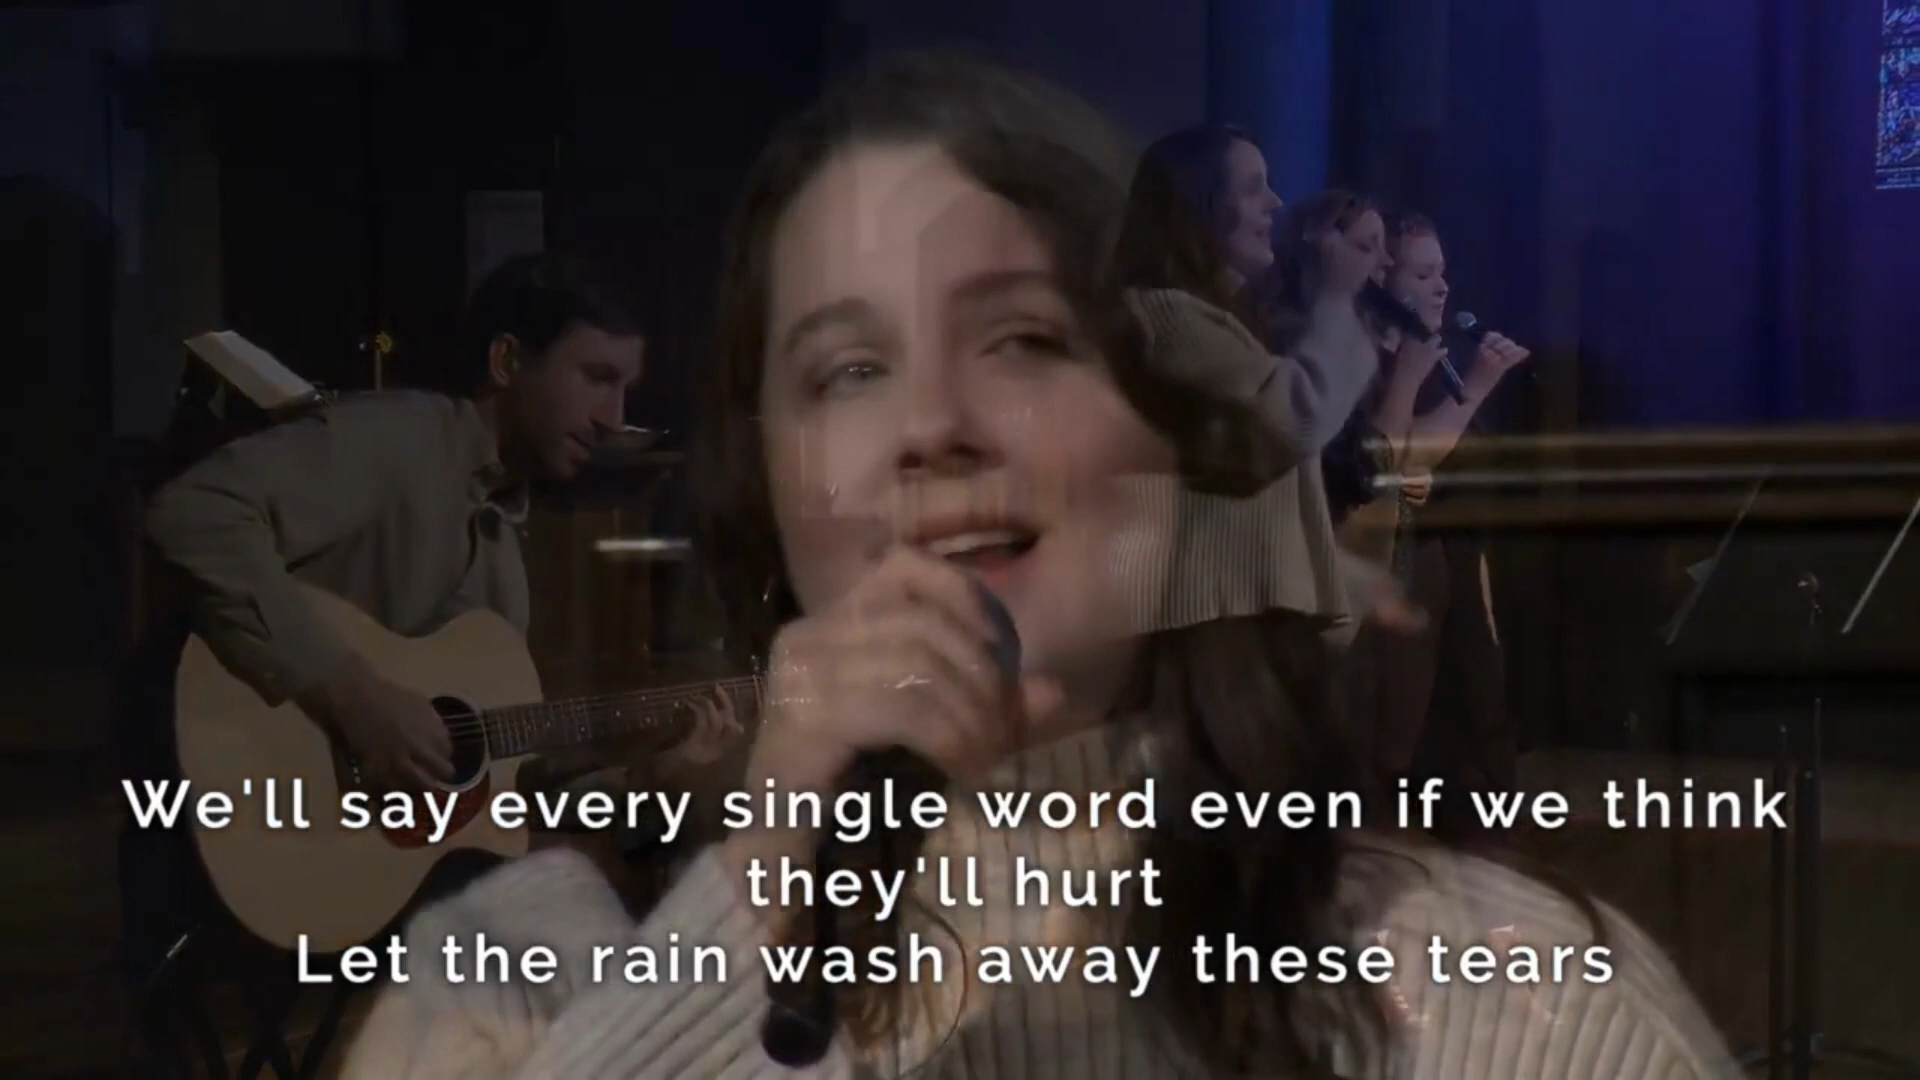 We'll say every single word even if we think
they'll hurt
Let the rain wash away these tears